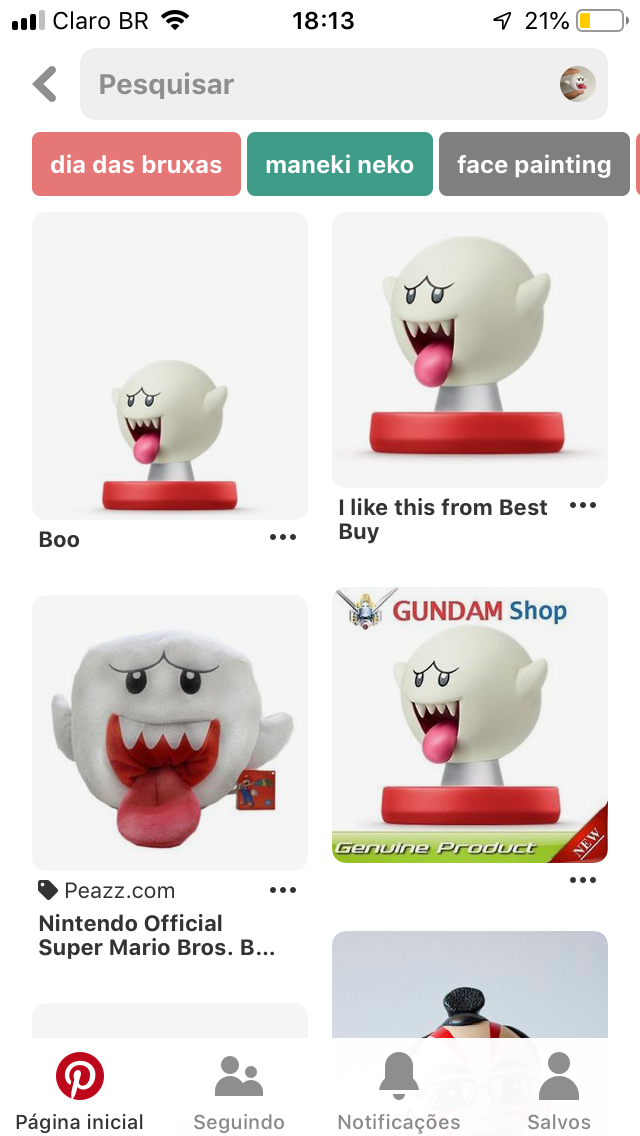 Claro BR
18:13
21%
Pesquisar
dia das bruxas
maneki neko
face painting
Boo
I like this from Best
Buy
GUNDAM Shop
Genuine Product
NEW
Peazz.com
Nintendo Official
Super Mario Bros. B...
Página inicial
Seguindo
Notificações
Salvos